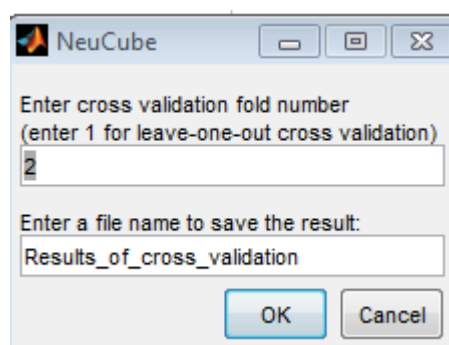 NeuCube
Enter cross validation fold number
(enter 1 for leave-one-out cross validation)
2
Enter a file name to save the result:
Results_of_cross_validation
OK Cancel